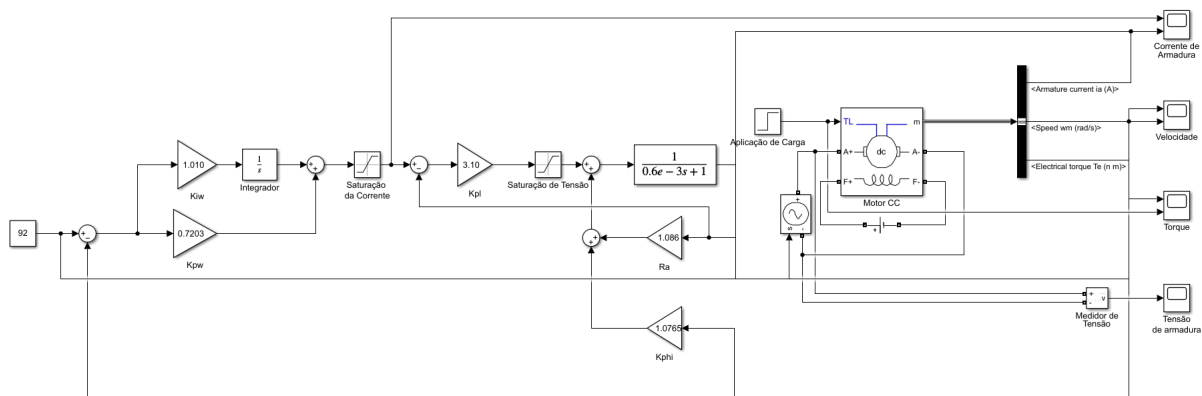 Corrente de
Armadura
<Armature current ia (A)>
TL
m
Aplicação de Carga
<Speed wm (rad/s)>
Velocidade
dc
A+
A-
1.010
1
s
+
+
+
-
3.10
+
+
1
0.6e − 3s + 1
<Electrical torque Te (n m)>
Kiw
Integrador
Saturação
da Corrente
Kpl
Saturação de Tensão
F+
F-
Motor CC
+
-
s
+
Torque
92
+
-
0.7203
Kpw
+
+
1.086
Ra
+
-
v
Medidor de
Tensão
Tensão
de armadura
1.0765
Kphi